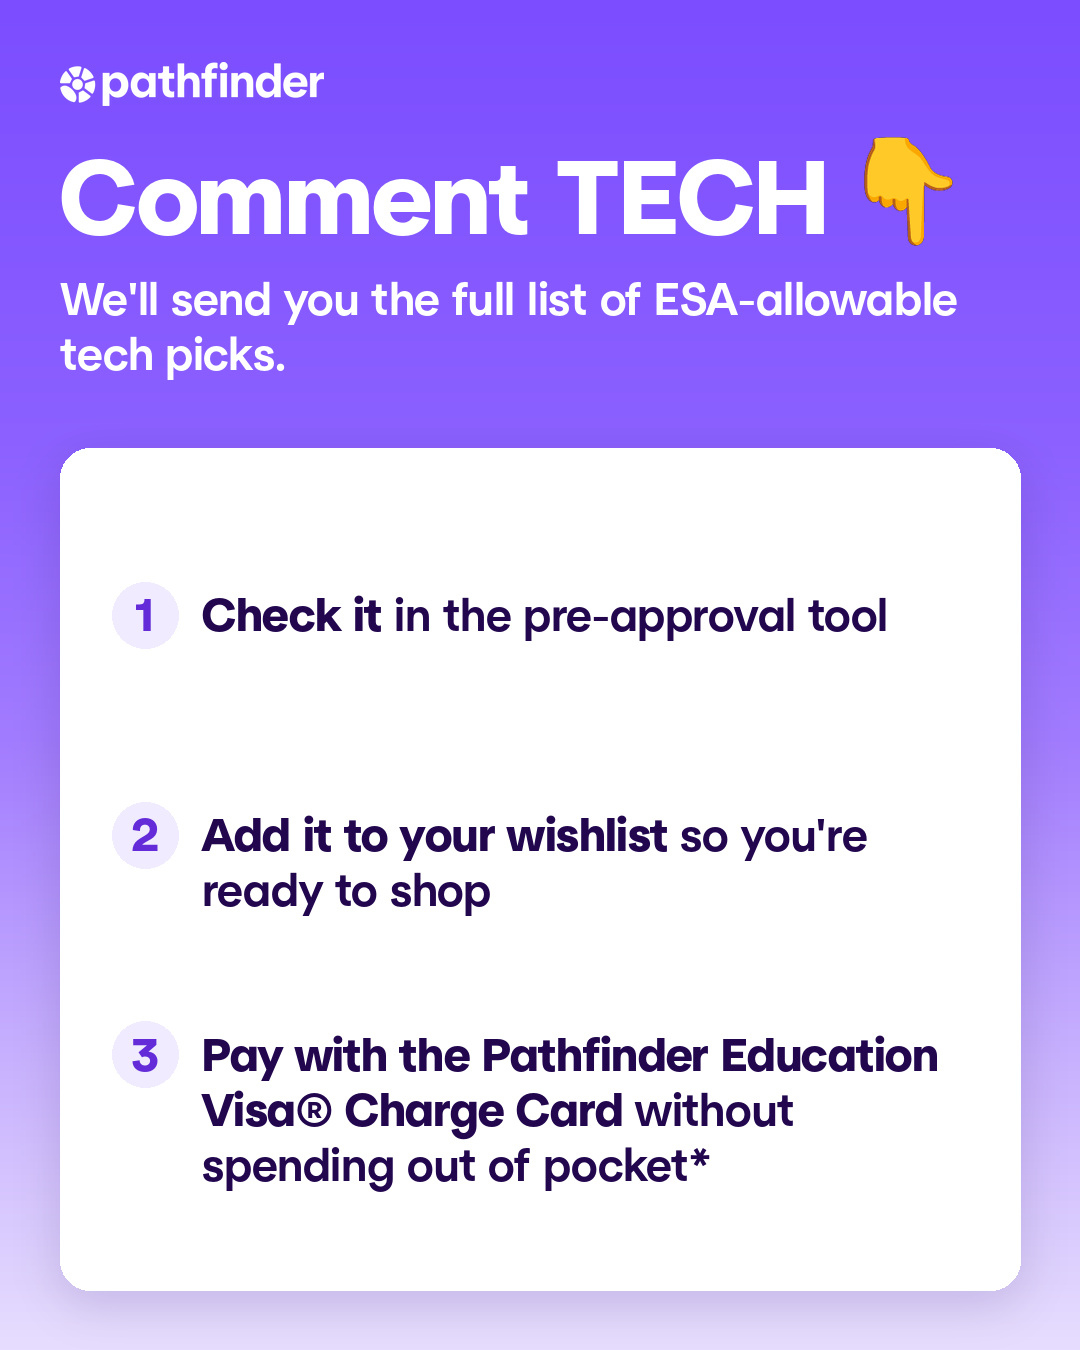 pathfinder
Comment TECH 👇
We'll send you the full list of ESA-allowable
tech picks.
1 Check it in the pre-approval tool
2 Add it to your wishlist so you're
ready to shop
3 Pay with the Pathfinder Education
Visa® Charge Card without
spending out of pocket*